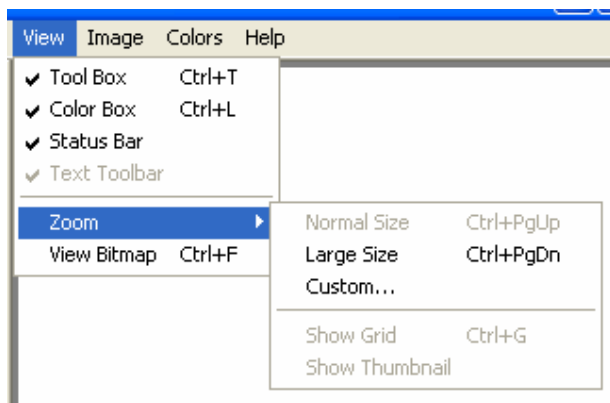 View Image Colors Help
Tool Box Ctrl+T
Color Box Ctrl+L
Status Bar
Text Toolbar
Zoom
View Bitmap Ctrl+F
Normal Size Ctrl+PgUp
Large Size Ctrl+PgDn
Custom...
Show Grid Ctrl+G
Show Thumbnail